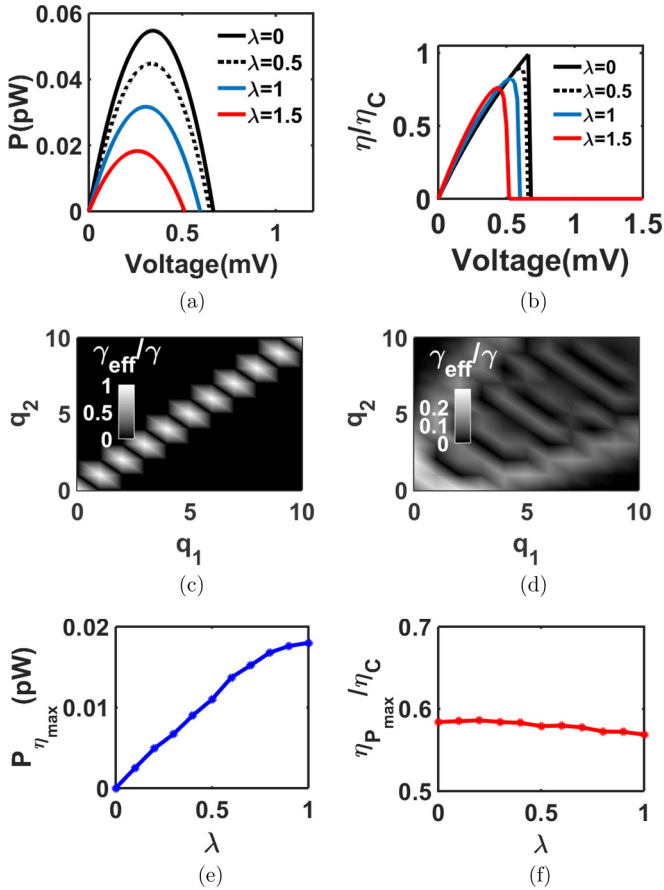 P(pW)
0.06
0.04
0.02
0
λ=0
λ=0.5
λ=1
λ=1.5
0 0.5 1
Voltage(mV)
(a)
η/ηC
1
0.5
0
λ=0
λ=0.5
λ=1
λ=1.5
0 0.5 1 1.5
Voltage(mV)
(b)
q2
10
5
0
γeff/γ
1
0.5
0
0 5 10
q1
(c)
q2
10
5
0
γeff/γ
0.2
0.1
0
0 5 10
q1
(d)
Pηmax (pW)
0.02
0.01
0
0 0.5 1
λ
(e)
ηPmax /ηC
0.7
0.6
0.5
0 0.5 1
λ
(f)